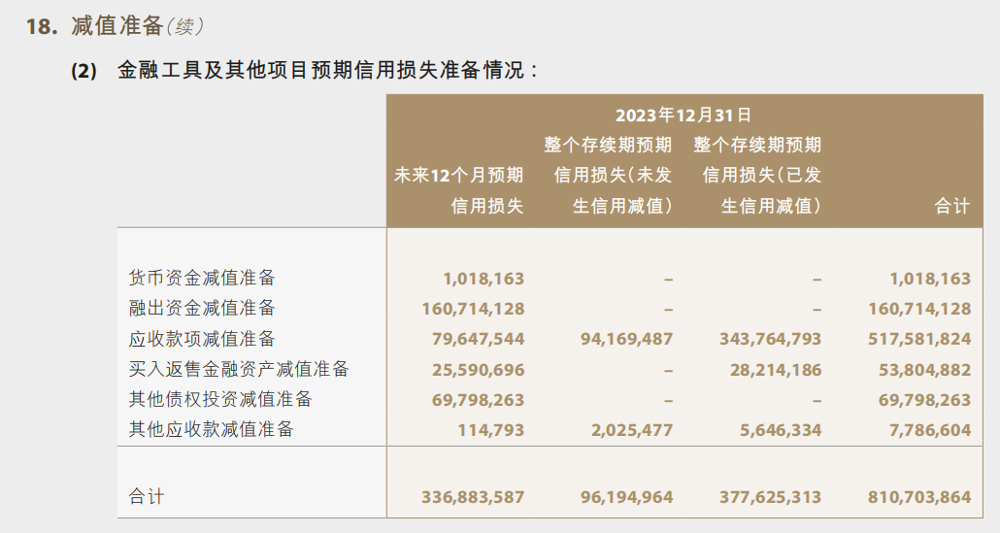 18. 减值准备(续)
(2) 金融工具及其他项目预期信用损失准备情况：
2023年12月31日
整个存续期预期 整个存续期预期
未来12个月预期 信用损失(未发 信用损失(已发
信用损失 生信用减值) 生信用减值) 合计
货币资金减值准备 1,018,163 – – 1,018,163
融出资金减值准备 160,714,128 – – 160,714,128
应收款项减值准备 79,647,544 94,169,487 343,764,793 517,581,824
买入返售金融资产减值准备 25,590,696 – 28,214,186 53,804,882
其他债权投资减值准备 69,798,263 – – 69,798,263
其他应收款减值准备 114,793 2,025,477 5,646,334 7,786,604
合计 336,883,587 96,194,964 377,625,313 810,703,864